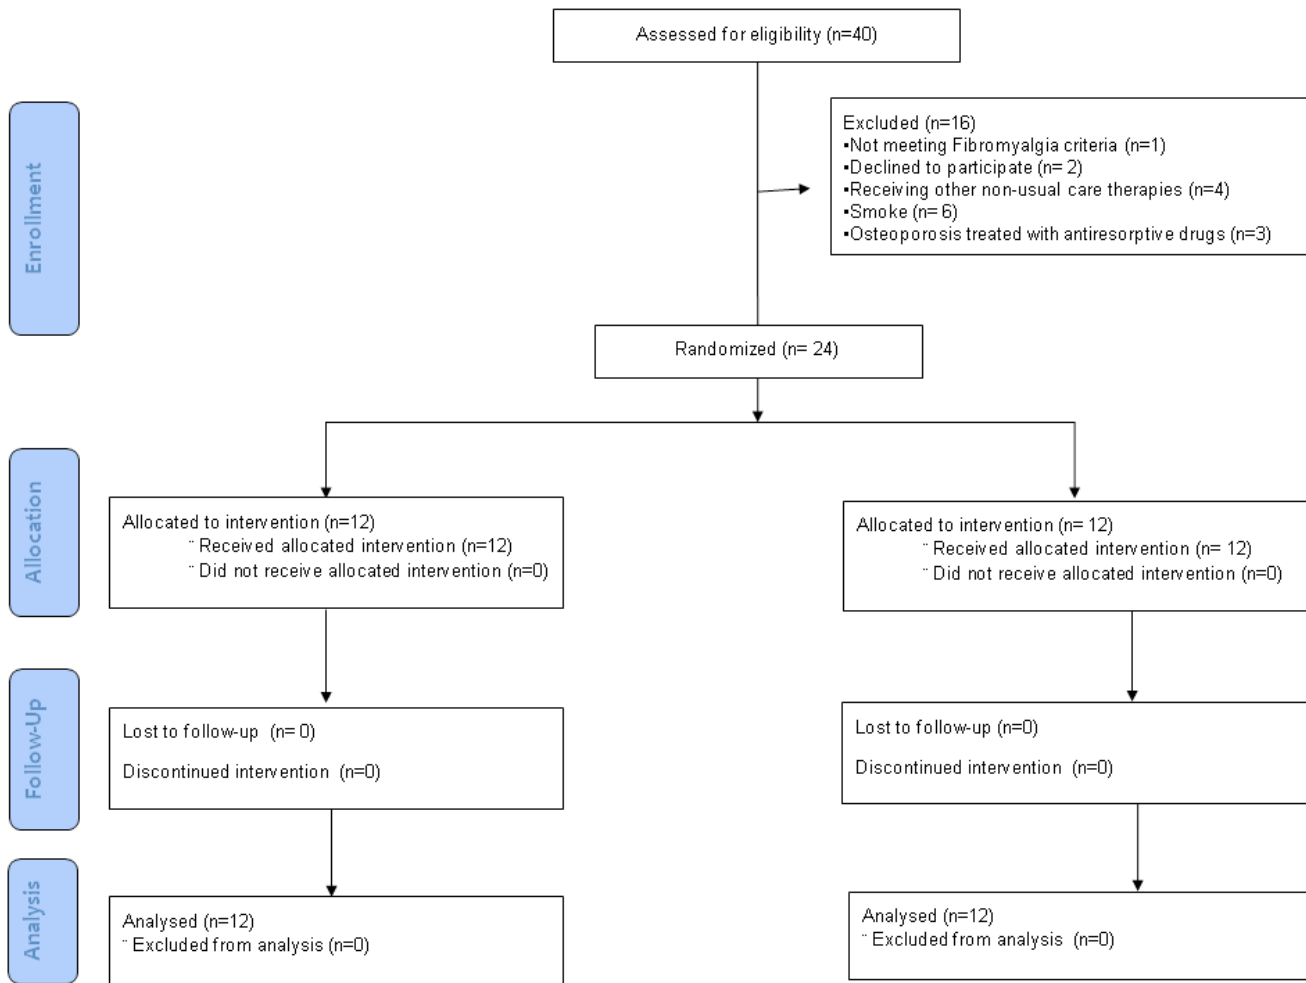 Assessed for eligibility (n=40)
Enrollment
Excluded (n=16)
▪Not meeting Fibromyalgia criteria (n=1)
▪Declined to participate (n= 2)
▪Receiving other non-usual care therapies (n=4)
▪Smoke (n= 6)
▪Osteoporosis treated with antiresorptive drugs (n=3)
Randomized (n= 24)
Allocation
Allocated to intervention (n=12)
¨ Received allocated intervention (n=12)
¨ Did not receive allocated intervention (n=0)
Allocated to intervention (n= 12)
¨ Received allocated intervention (n= 12)
¨ Did not receive allocated intervention (n=0)
Follow-Up
Lost to follow-up (n= 0)
Discontinued intervention (n=0)
Lost to follow-up (n=0)
Discontinued intervention (n=0)
Analysis
Analysed (n=12)
¨ Excluded from analysis (n=0)
Analysed (n=12)
¨ Excluded from analysis (n=0)